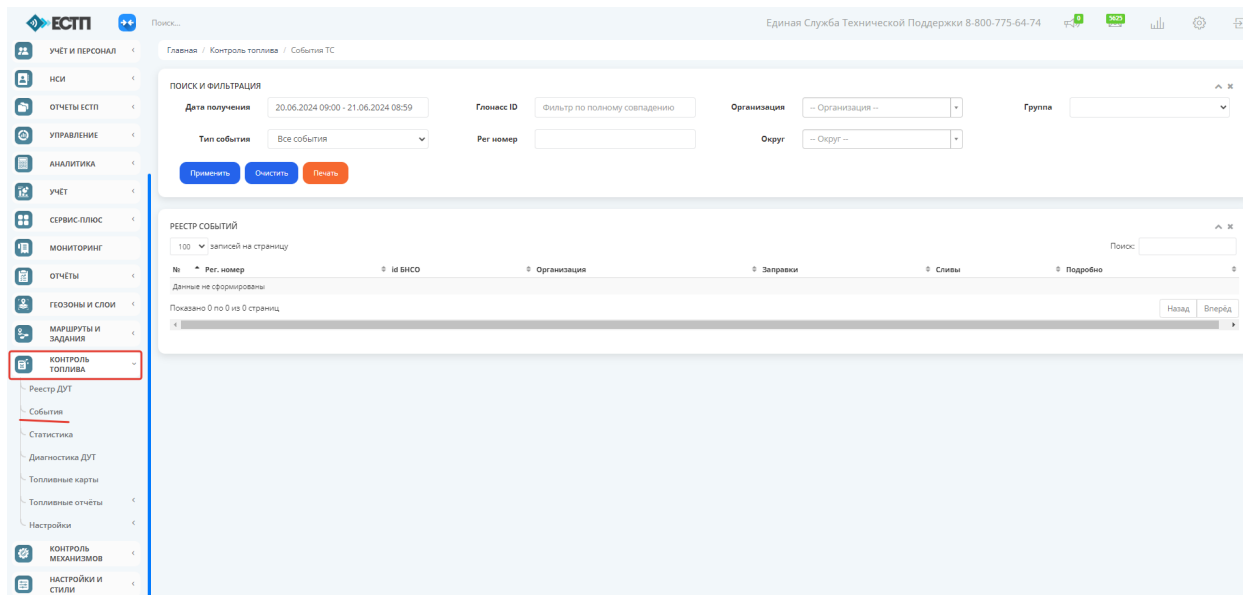 ЕСТП
Поиск...
Единая Служба Технической Поддержки 8-800-775-64-74
0
5625
УЧЁТ И ПЕРСОНАЛ
НСИ
ОТЧЕТЫ ЕСТП
УПРАВЛЕНИЕ
АНАЛИТИКА
УЧЁТ
СЕРВИС-ПЛЮС
МОНИТОРИНГ
ОТЧЁТЫ
ГЕОЗОНЫ И СЛОИ
МАРШРУТЫ И
ЗАДАНИЯ
КОНТРОЛЬ
ТОПЛИВА
Реестр ДУТ
События
Статистика
Диагностика ДУТ
Топливные карты
Топливные отчёты
Настройки
КОНТРОЛЬ
МЕХАНИЗМОВ
НАСТРОЙКИ И
СТИЛИ
Главная / Контроль топлива / События ТС
ПОИСК И ФИЛЬТРАЦИЯ
Дата получения 20.06.2024 09:00 - 21.06.2024 08:59 Глонасс ID Фильтр по полному совпадению Организация -- Организация -- Группа
Тип события Все события Рег номер Округ -- Округ --
Применить Очистить Печать
РЕЕСТР СОБЫТИЙ
100 записей на страницу Поиск:
№ Рег. номер id БНСО Организация Заправки Сливы Подробно
Данные не сформированы
Показано 0 по 0 из 0 страниц
Назад Вперёд